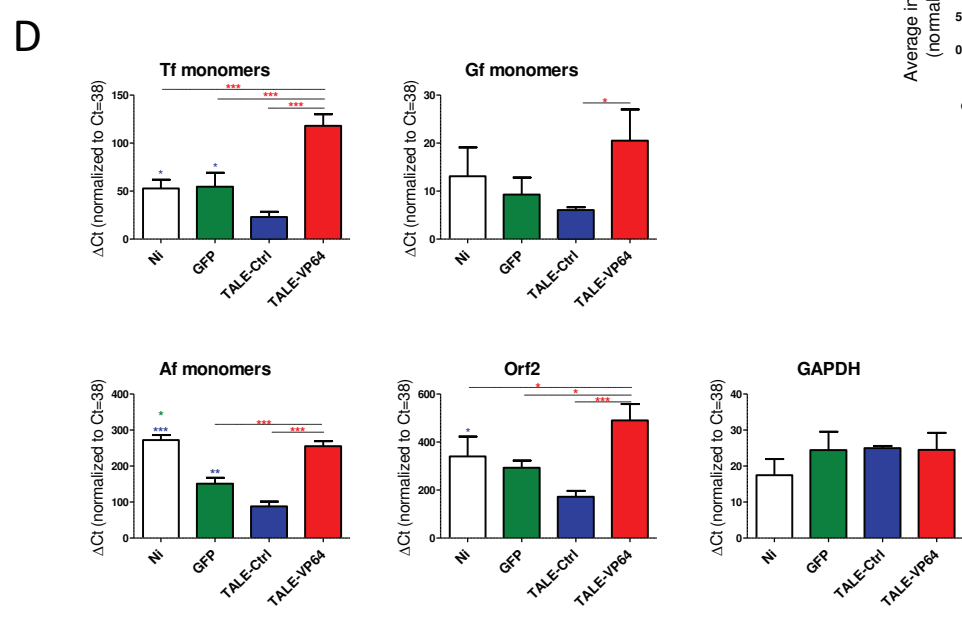 D
Average in
(normal
5
0
Tf monomers
ΔCt (normalized to Ct=38)
150
100
50
0
***
***
***
*
*
Ni
GFP
TALE-Ctrl
TALE-VP64
Gf monomers
ΔCt (normalized to Ct=38)
30
20
10
0
*
Ni
GFP
TALE-Ctrl
TALE-VP64
Af monomers
ΔCt (normalized to Ct=38)
400
300
200
100
0
*
***
**
***
***
Ni
GFP
TALE-Ctrl
TALE-VP64
Orf2
ΔCt (normalized to Ct=38)
600
400
200
0
*
*
***
*
Ni
GFP
TALE-Ctrl
TALE-VP64
GAPDH
ΔCt (normalized to Ct=38)
40
30
20
10
0
Ni
GFP
TALE-Ctrl
TALE-VP64